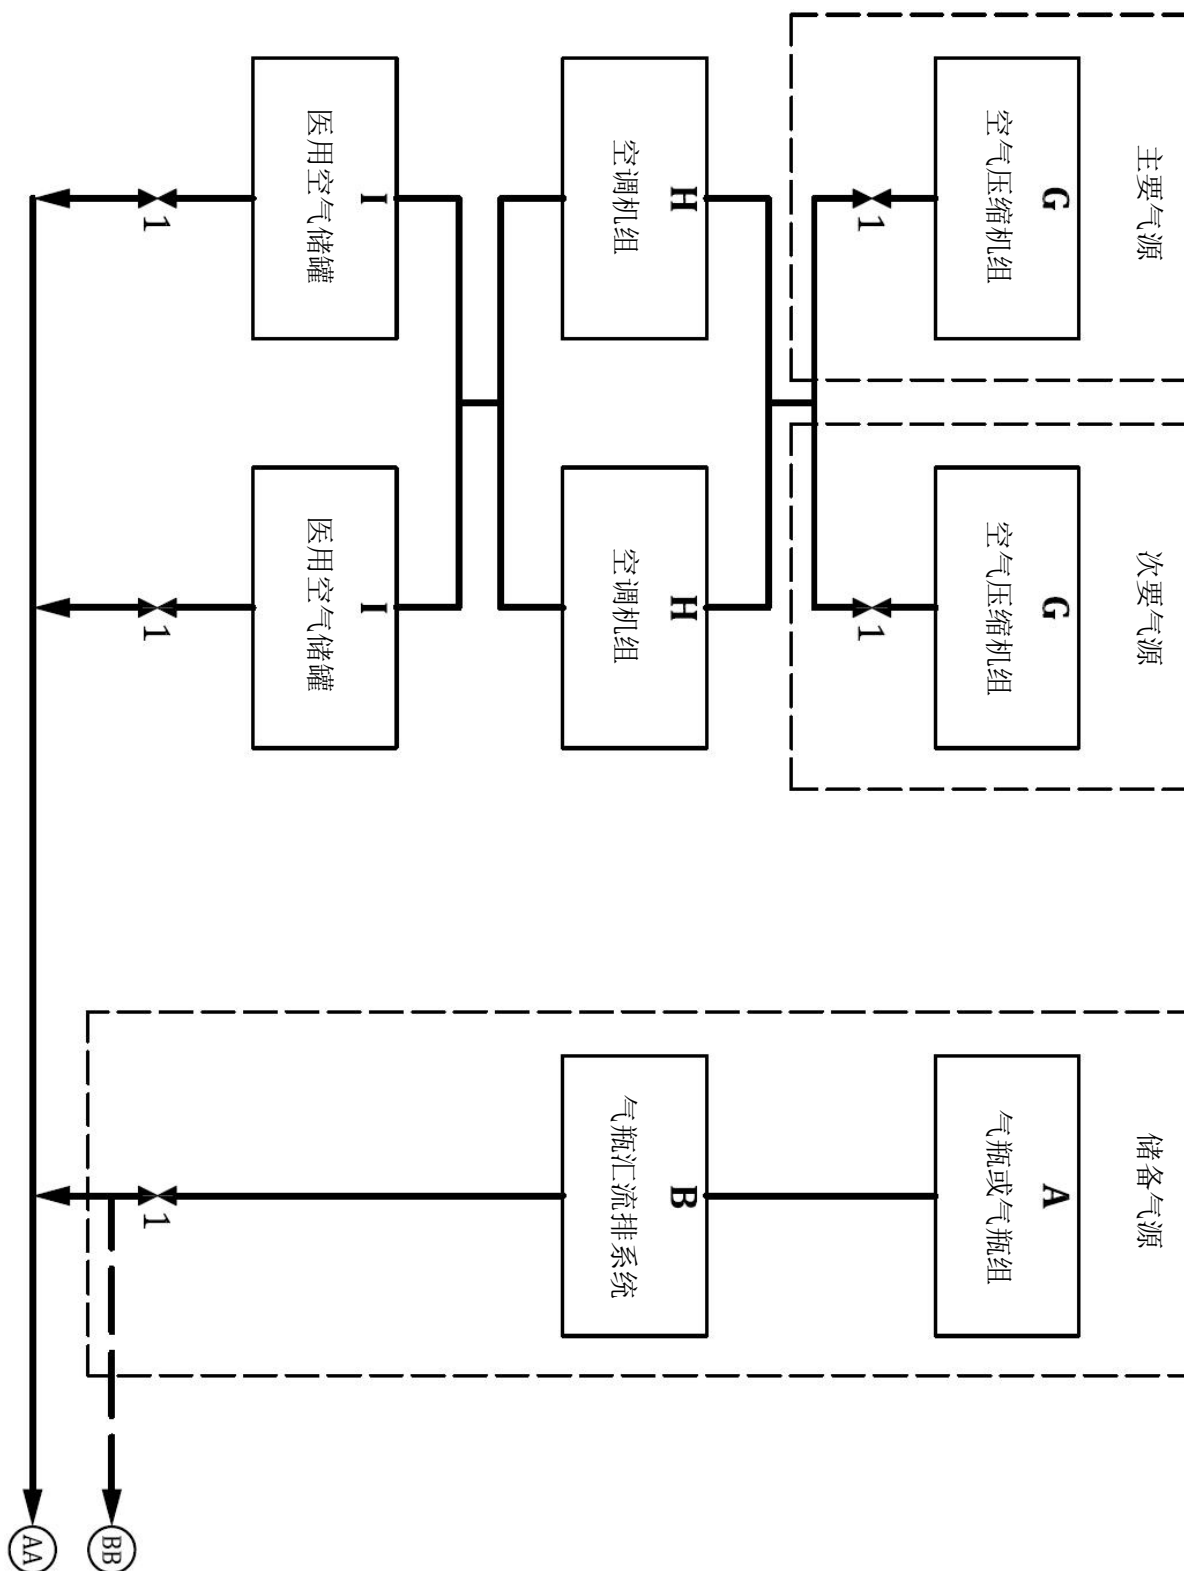 主要气源
次要气源
储备气源
G
空气压缩机组
G
空气压缩机组
A
气瓶或气瓶组
1
1
H
空调机组
H
空调机组
B
气瓶汇流排系统
I
医用空气储罐
I
医用空气储罐
1
1
1
BB
AA